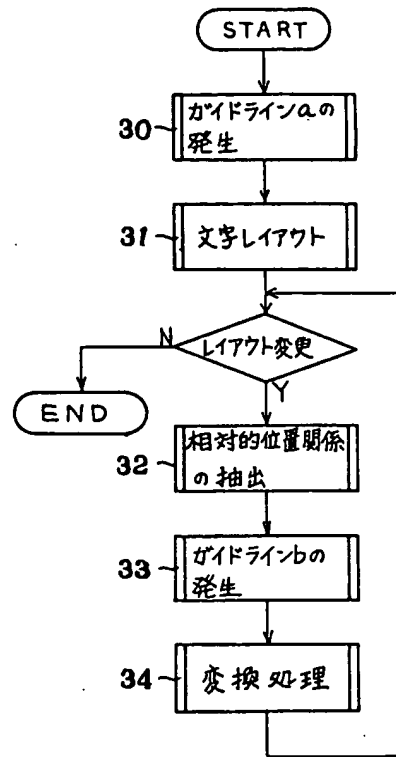 START
30
ガイドラインaの
発生
31
文字レイアウト
N
レイアウト変更
END
Y
32
相対的位置関係
の抽出
33
ガイドラインbの
発生
34
変換処理